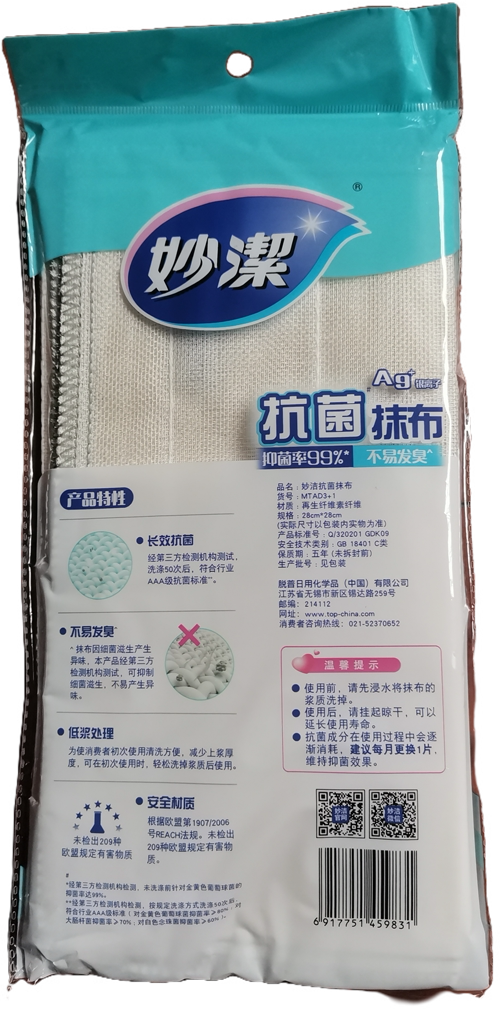 ®
妙潔
Ag+ 银离子
抗菌抹布
抑菌率99%* 不易发臭^
产品特性
长效抗菌
经第三方检测机构测试,
洗涤50次后，符合行业
AAA级抗菌标准**。
不易发臭^
^ 抹布因细菌滋生产生
异味，本产品经第三方
检测机构测试，可抑制
细菌滋生，不易产生异
味。
低浆处理
为使消费者初次使用清洗方便，减少上浆厚
度，可在初次使用时，轻松洗掉浆质后使用。
未检出209种
欧盟规定有害物质
安全材质
根据欧盟第1907/2006
号REACH法规。未检出
209种欧盟规定有害物
质。
#
*经第三方检测机构检测，未洗涤前针对金黄色葡萄球菌的
抑菌率达99%。
**经第三方检测机构检测，按规定洗涤方式洗涤50次后，
符合行业AAA级标准（对金黄色葡萄球菌抑菌率≥80%，对
大肠杆菌抑菌率≥70%，对白色念珠菌抑菌率≥60%）。
品名：妙洁抗菌抹布
货号：MTAD3+1
材质：再生纤维素纤维
规格：28cm*28cm
(实际尺寸以包装内实物为准)
产品标准号：Q/320201 GDK09
安全技术类别：GB 18401 C类
保质期：五年（未拆封前）
生产批号：见包装
脱普日用化学品（中国）有限公司
江苏省无锡市新区锡达路259号
邮编：214112
网址：www.top-china.com
消费者咨询热线：021-52370652
温馨提示
使用前，请先浸水将抹布的
浆质洗掉。
使用后，请挂起晾干，可以
延长使用寿命。
抗菌成分在使用过程中会逐
渐消耗，建议每月更换1片，
维持抑菌效果。
妙洁
官网
妙洁
微信
6 917751 459831